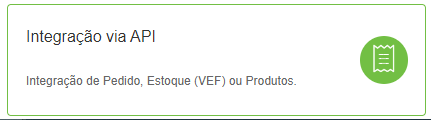 Integração via API
Integração de Pedido, Estoque (VEF) ou Produtos.